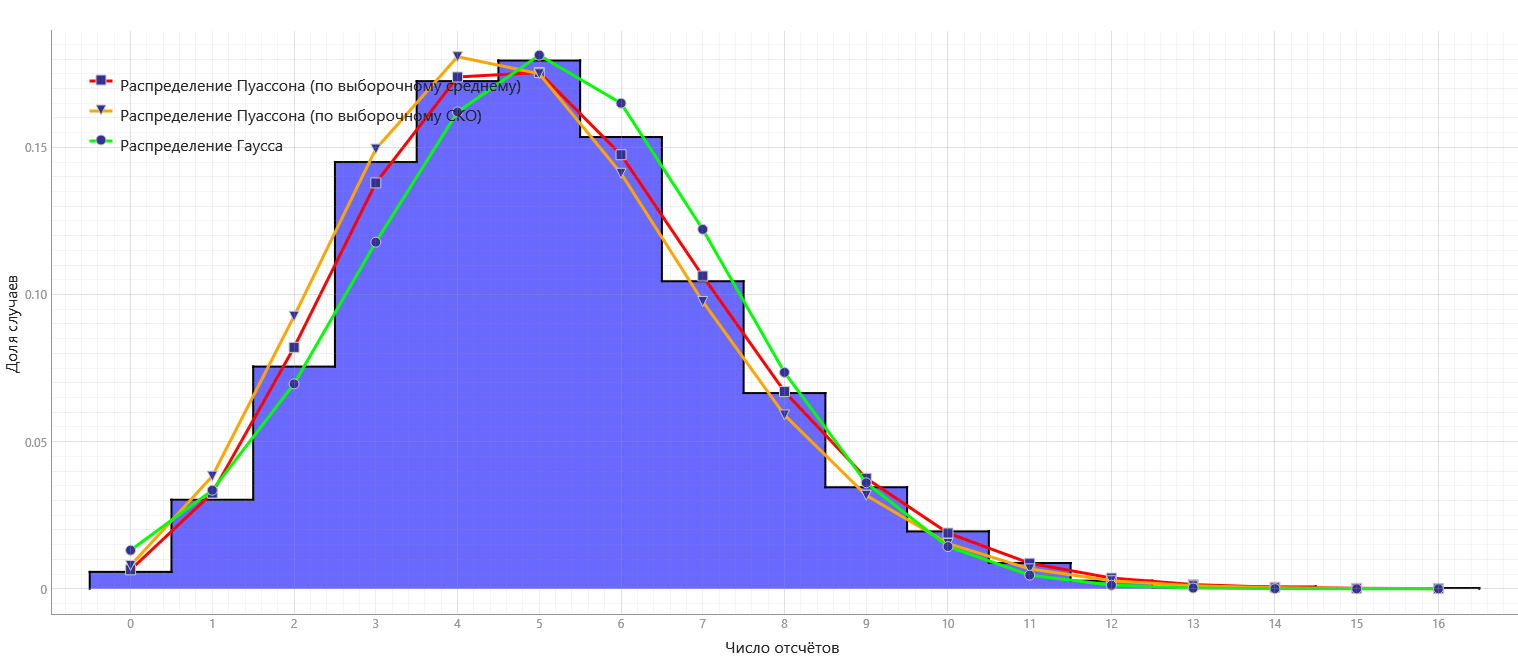 Распределение Пуассона (по выборочному среднему)
Распределение Пуассона (по выборочному СКО)
Распределение Гаусса
Доля случаев
0.15
0.10
0.05
0
0 1 2 3 4 5 6 7 8 9 10 11 12 13 14 15 16
Число отсчётов